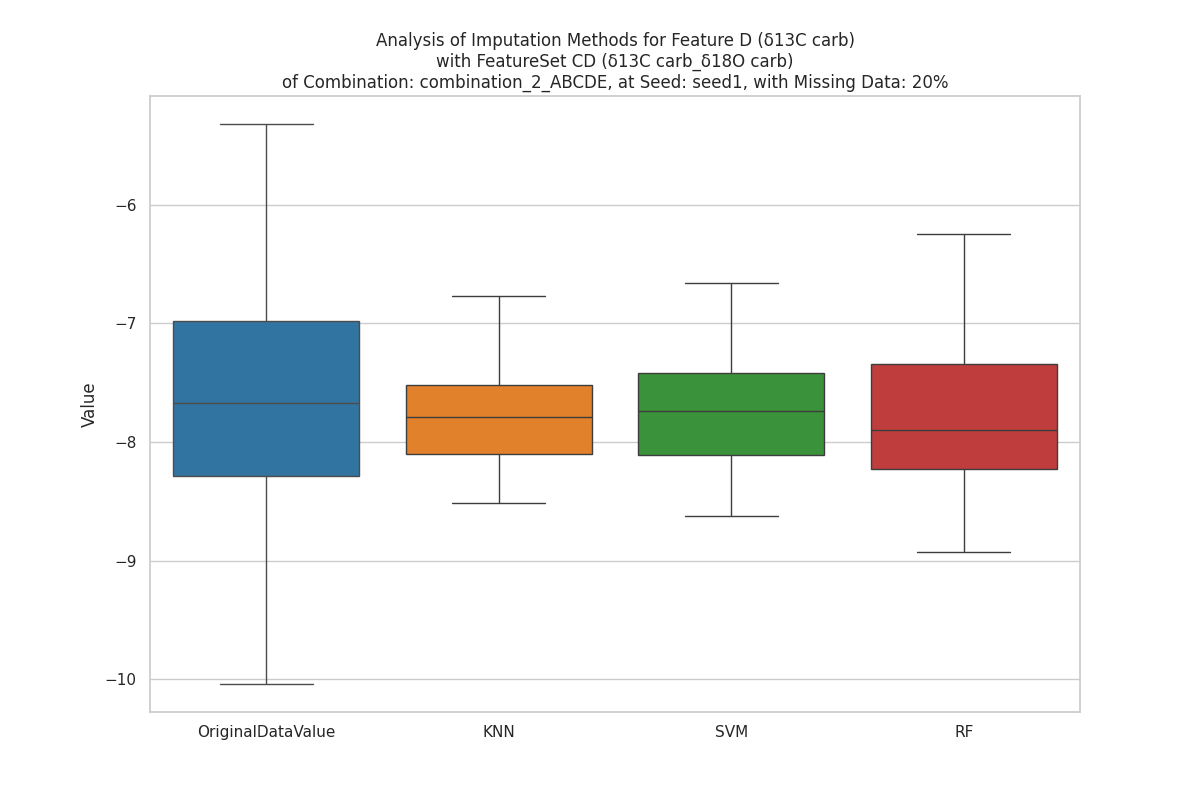 Analysis of Imputation Methods for Feature D (δ13C carb)
with FeatureSet CD (δ13C carb_δ18O carb)
of Combination: combination_2_ABCDE, at Seed: seed1, with Missing Data: 20%
Value
−6
−7
−8
−9
−10
OriginalDataValue
KNN
SVM
RF